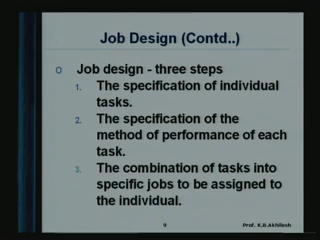 Job Design (Contd..)
O Job design - three steps
1. The specification of individual
tasks.
2. The specification of the
method of performance of each
task.
3. The combination of tasks into
specific jobs to be assigned to
the individual.
9 Prof. K.B.Akhilesh